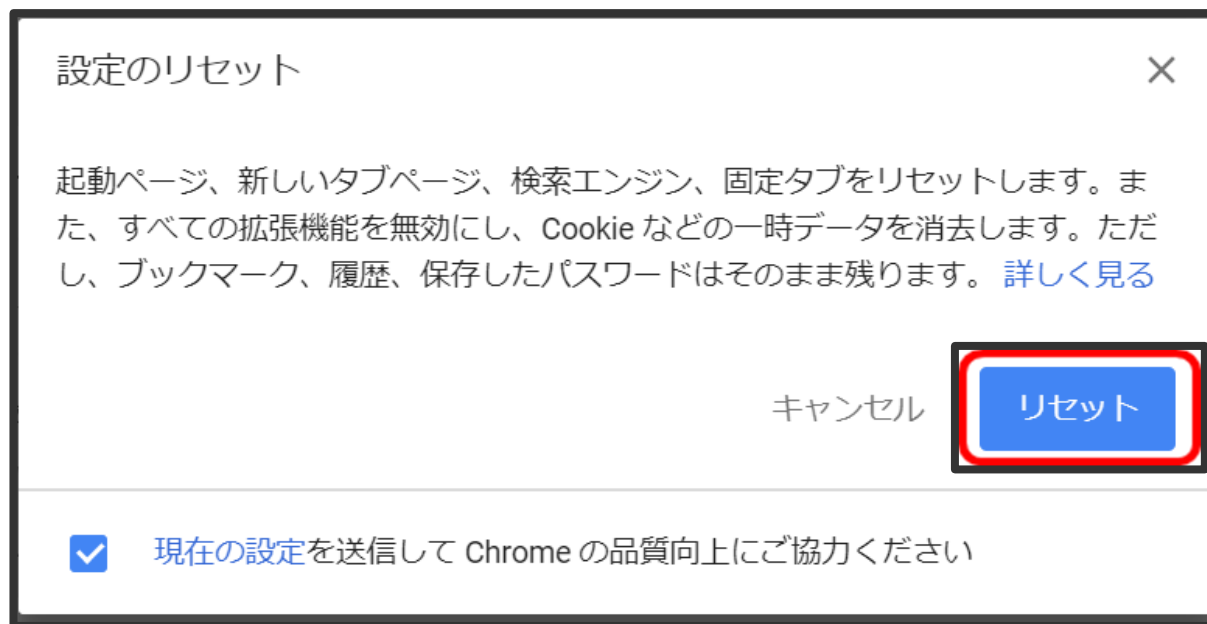 設定のリセット
起動ページ、新しいタブページ、検索エンジン、固定タブをリセットします。ま
た、すべての拡張機能を無効にし、Cookie などの一時データを消去します。ただ
し、ブックマーク、履歴、保存したパスワードはそのまま残ります。 詳しく見る
キャンセル
リセット
現在の設定を送信して Chrome の品質向上にご協力ください